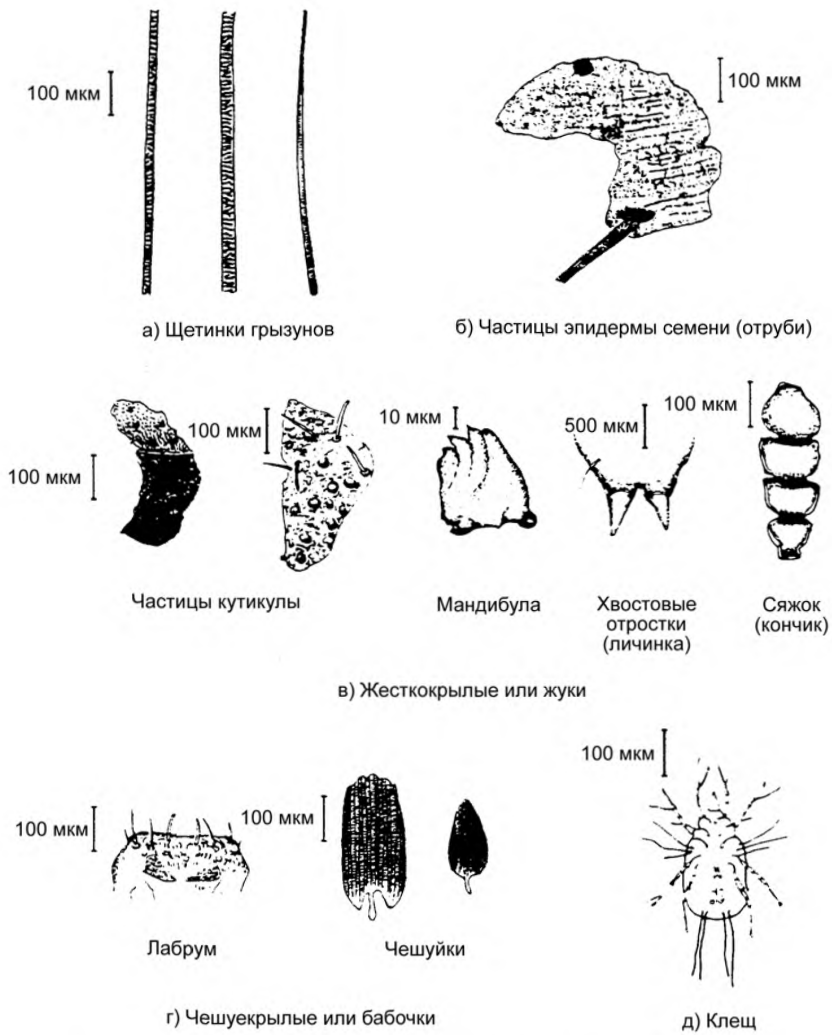 100 мкм
100 мкм
а) Щетинки грызунов
б) Частицы эпидермы семени (отруби)
100 мкм
100 мкм
10 мкм
500 мкм
100 мкм
Частицы кутикулы
Мандибула
Хвостовые
отростки
(личинка)
Сяжок
(кончик)
в) Жесткокрылые или жуки
100 мкм
100 мкм
100 мкм
Лабрум
Чешуйки
г) Чешуекрылые или бабочки
д) Клещ